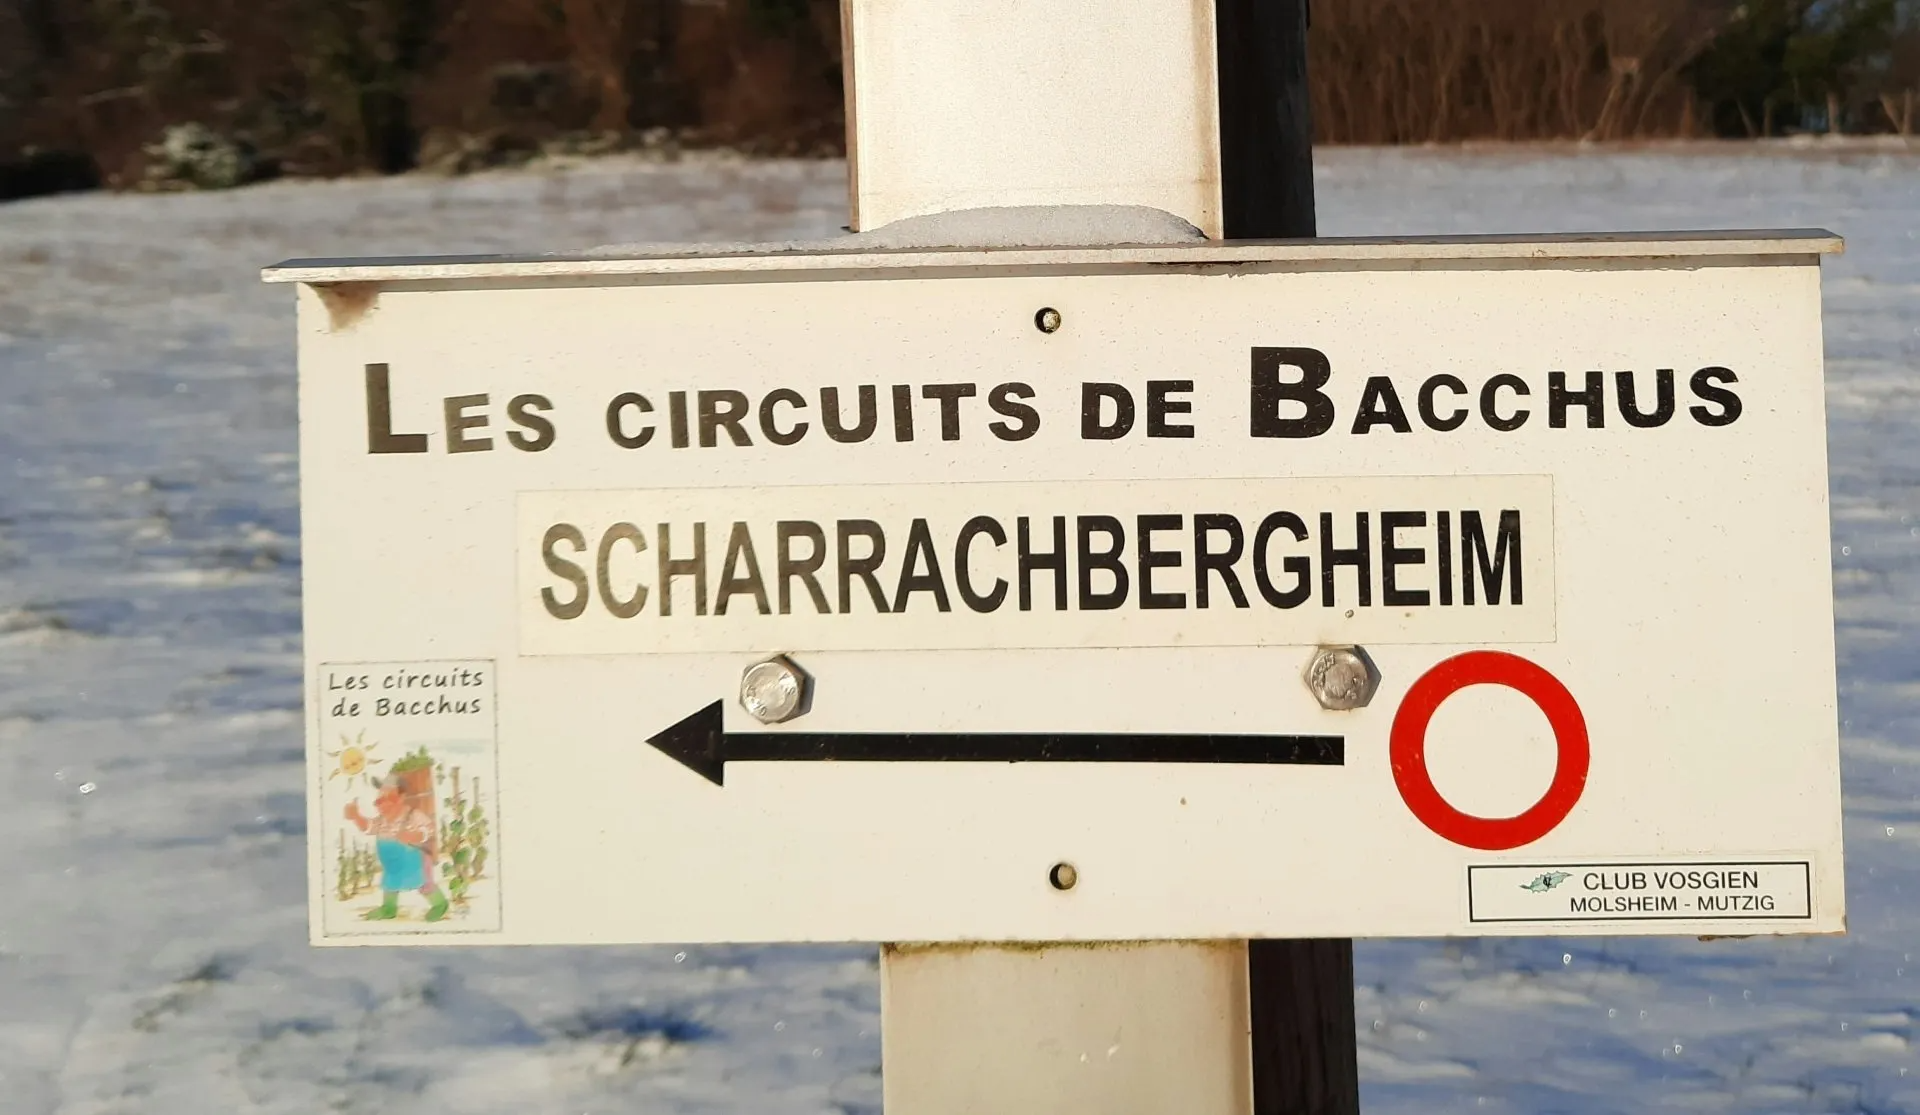 LES CIRCUITS DE BACCHUS
SCHARRACHBERGHEIM
Les circuits
de Bacchus
CLUB VOSGIEN
MOLSHEIM - MUTZIG